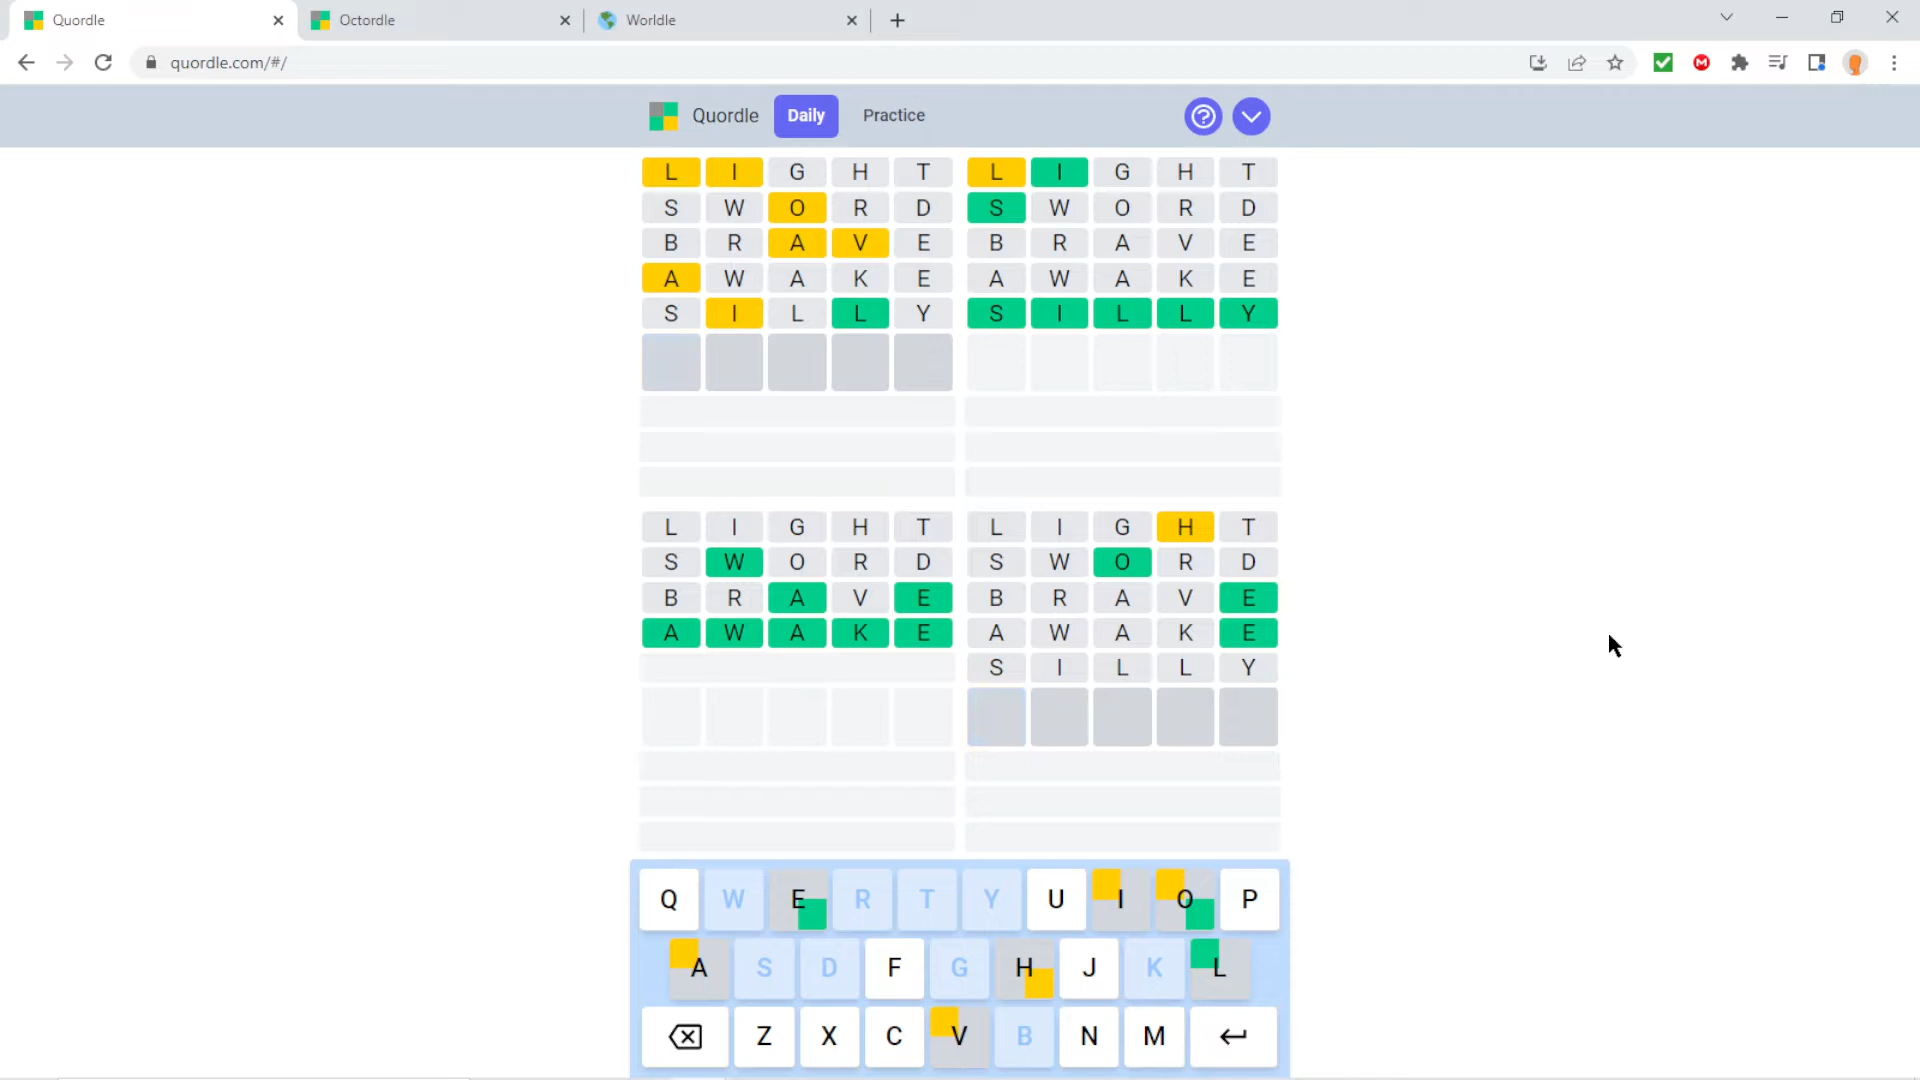 Quordle
Octordle
Worldle
quordle.com/#/
Quordle Daily Practice
L I G H T
S W O R D
B R A V E
A W A K E
S I L L Y
L I G H T
S W O R D
B R A V E
A W A K E
S I L L Y
L I G H T
S W O R D
B R A V E
A W A K E
L I G H T
S W O R D
B R A V E
A W A K E
S I L L Y
Q W E R T Y U I O P
A S D F G H J K L
Z X C V B N M